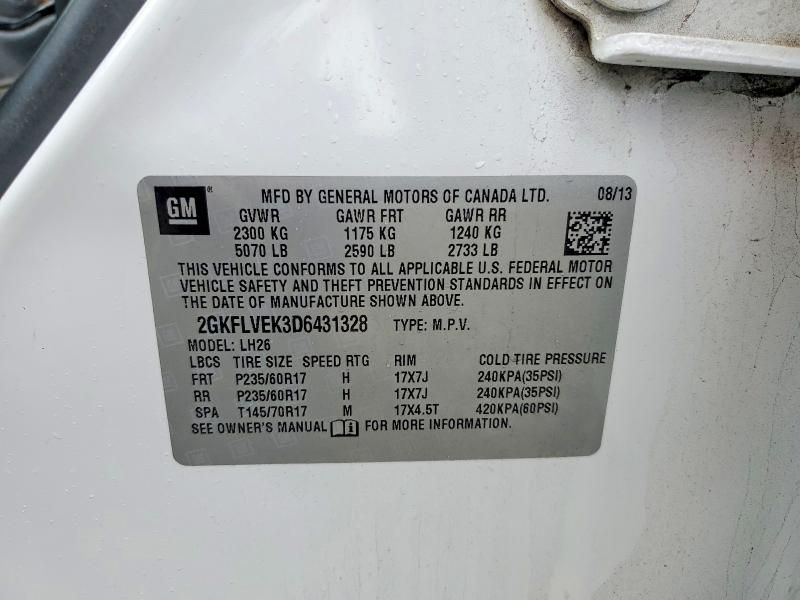 GM ® MFD BY GENERAL MOTORS OF CANADA LTD. 08/13
GVWR GAWR FRT GAWR RR
2300 KG 1175 KG 1240 KG
5070 LB 2590 LB 2733 LB
THIS VEHICLE CONFORMS TO ALL APPLICABLE U.S. FEDERAL MOTOR
VEHICLE SAFETY AND THEFT PREVENTION STANDARDS IN EFFECT ON
THE DATE OF MANUFACTURE SHOWN ABOVE.
2GKFLVEK3D6431328 TYPE: M.P.V.
MODEL: LH26
LBCS TIRE SIZE SPEED RTG RIM COLD TIRE PRESSURE
FRT P235/60R17 H 17X7J 240KPA(35PSI)
RR P235/60R17 H 17X7J 240KPA(35PSI)
SPA T145/70R17 M 17X4.5T 420KPA(60PSI)
SEE OWNER'S MANUAL FOR MORE INFORMATION.